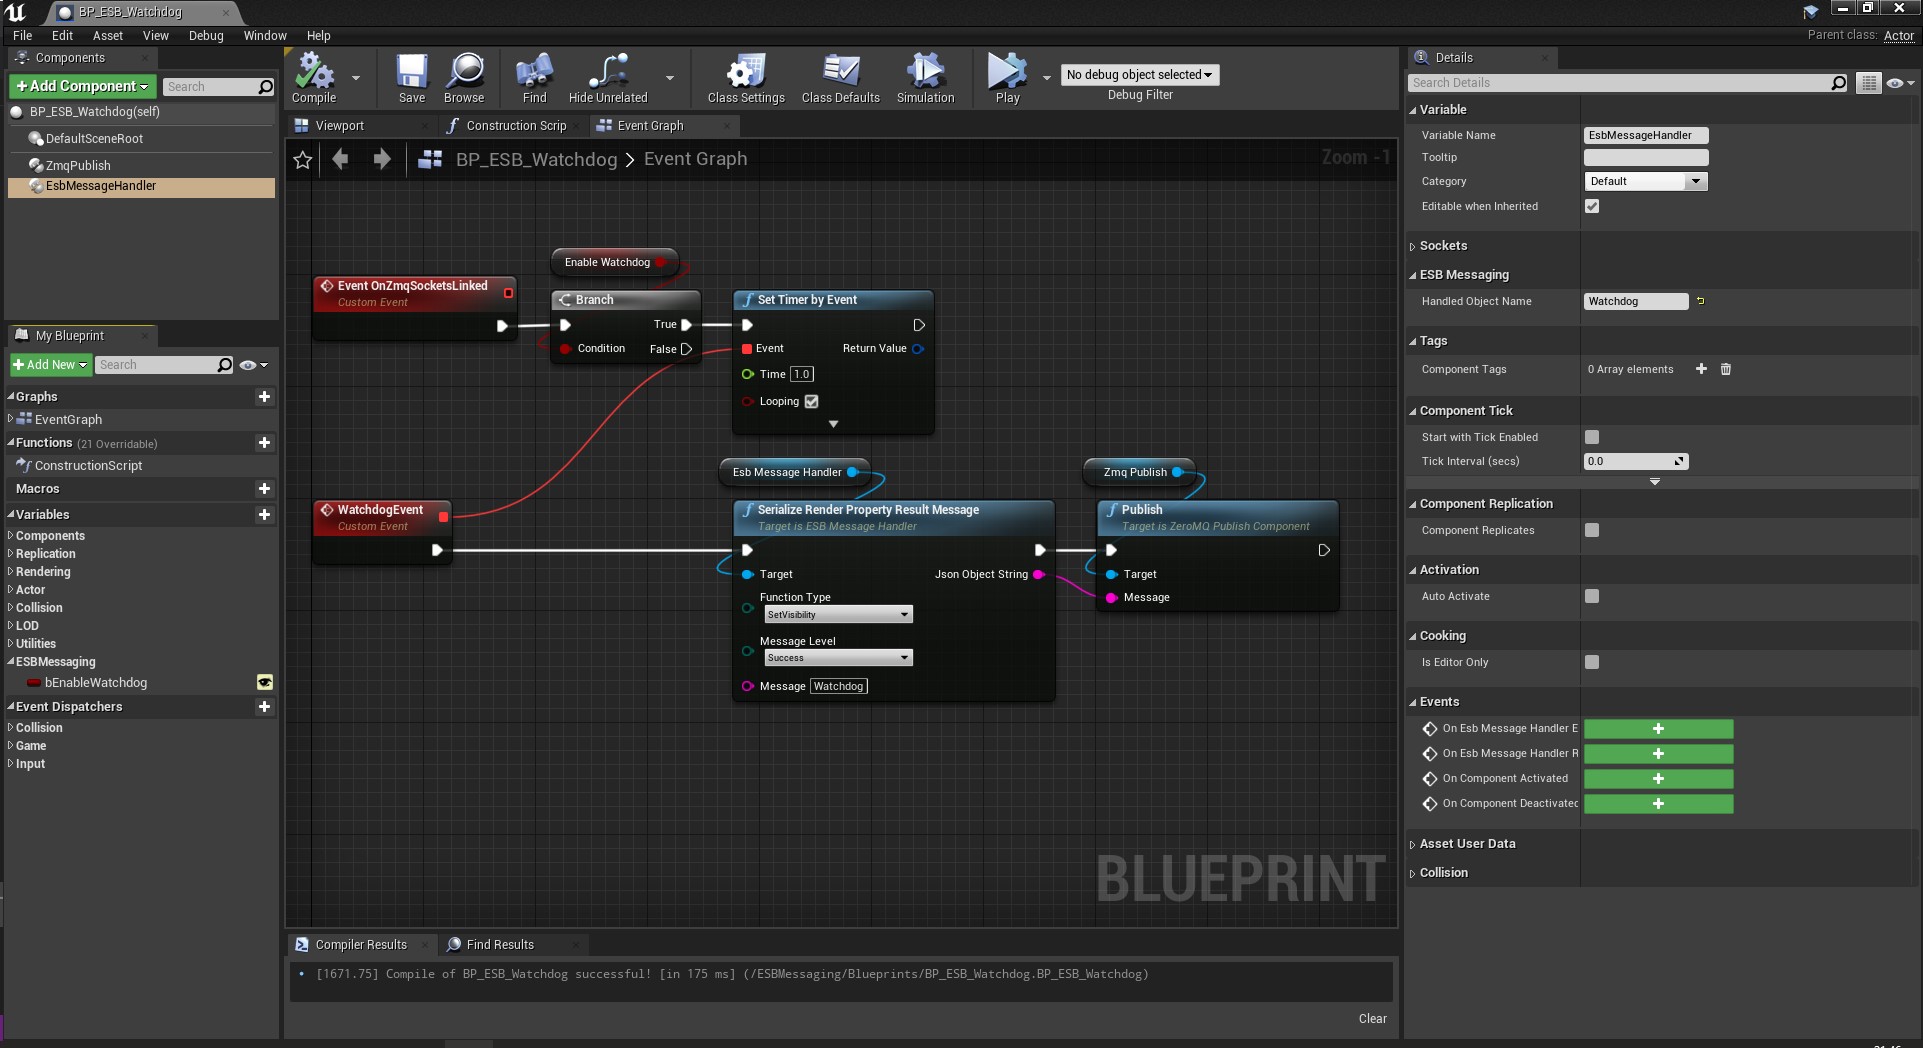 BP_ESB_Watchdog
File Edit Asset View Debug Window Help
Parent class: Actor
Components
+ Add Component
Search
BP_ESB_Watchdog(self)
DefaultSceneRoot
ZmqPublish
EsbMessageHandler
My Blueprint
+ Add New
Search
Graphs
EventGraph
Functions (21 Overridable)
ConstructionScript
Macros
Variables
Components
Replication
Rendering
Actor
Collision
LOD
Utilities
ESBMessaging
bEnableWatchdog
Event Dispatchers
Collision
Game
Input
Compile
Save
Browse
Find
Hide Unrelated
Class Settings
Class Defaults
Simulation
Play
No debug object selected
Debug Filter
Viewport
Construction Scrip
Event Graph
BP_ESB_Watchdog > Event Graph
Zoom -1
Enable Watchdog
Event OnZmqSocketsLinked
Custom Event
Branch
True
Condition
False
Set Timer by Event
Event
Return Value
Time 1.0
Looping
Esb Message Handler
Zmq Publish
WatchdogEvent
Custom Event
Serialize Render Property Result Message
Target is ESB Message Handler
Target
Json Object String
Function Type
SetVisibility
Message Level
Success
Message Watchdog
Publish
Target is ZeroMQ Publish Component
Target
Message
BLUEPRINT
Compiler Results
Find Results
[1671.75] Compile of BP_ESB_Watchdog successful! [in 175 ms] (/ESBMessaging/Blueprints/BP_ESB_Watchdog.BP_ESB_Watchdog)
Clear
Details
Search Details
Variable
Variable Name EsbMessageHandler
Tooltip
Category Default
Editable when Inherited
Sockets
ESB Messaging
Handled Object Name Watchdog
Tags
Component Tags 0 Array elements
Component Tick
Start with Tick Enabled
Tick Interval (secs) 0.0
Component Replication
Component Replicates
Activation
Auto Activate
Cooking
Is Editor Only
Events
On Esb Message Handler E
On Esb Message Handler R
On Component Activated
On Component Deactivated
Asset User Data
Collision